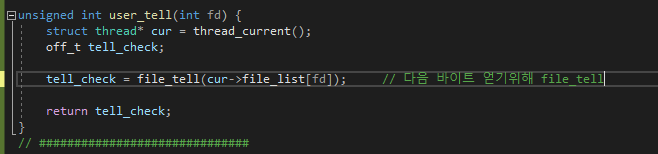 unsigned int user_tell(int fd) {
struct thread* cur = thread_current();
off_t tell_check;
tell_check = file_tell(cur->file_list[fd]); // 다음 바이트 얻기위해 file_tell
return tell_check;
}
// ##############################